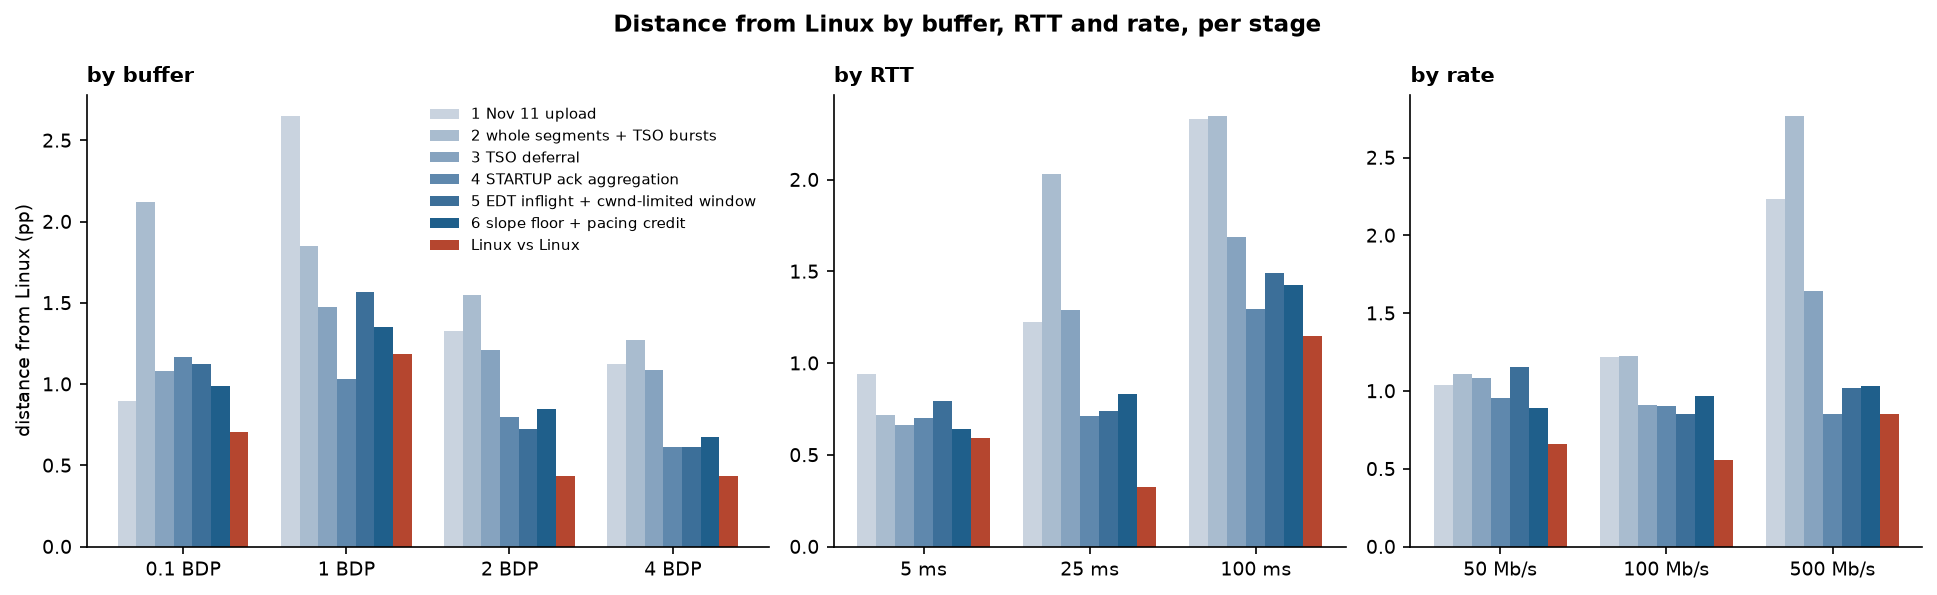 Distance from Linux by buffer, RTT and rate, per stage
by buffer
distance from Linux (pp)
2.5
2.0
1.5
1.0
0.5
0.0
0.1 BDP
1 BDP
2 BDP
4 BDP
1 Nov 11 upload
2 whole segments + TSO bursts
3 TSO deferral
4 STARTUP ack aggregation
5 EDT inflight + cwnd-limited window
6 slope floor + pacing credit
Linux vs Linux
by RTT
2.0
1.5
1.0
0.5
0.0
5 ms
25 ms
100 ms
by rate
2.5
2.0
1.5
1.0
0.5
0.0
50 Mb/s
100 Mb/s
500 Mb/s